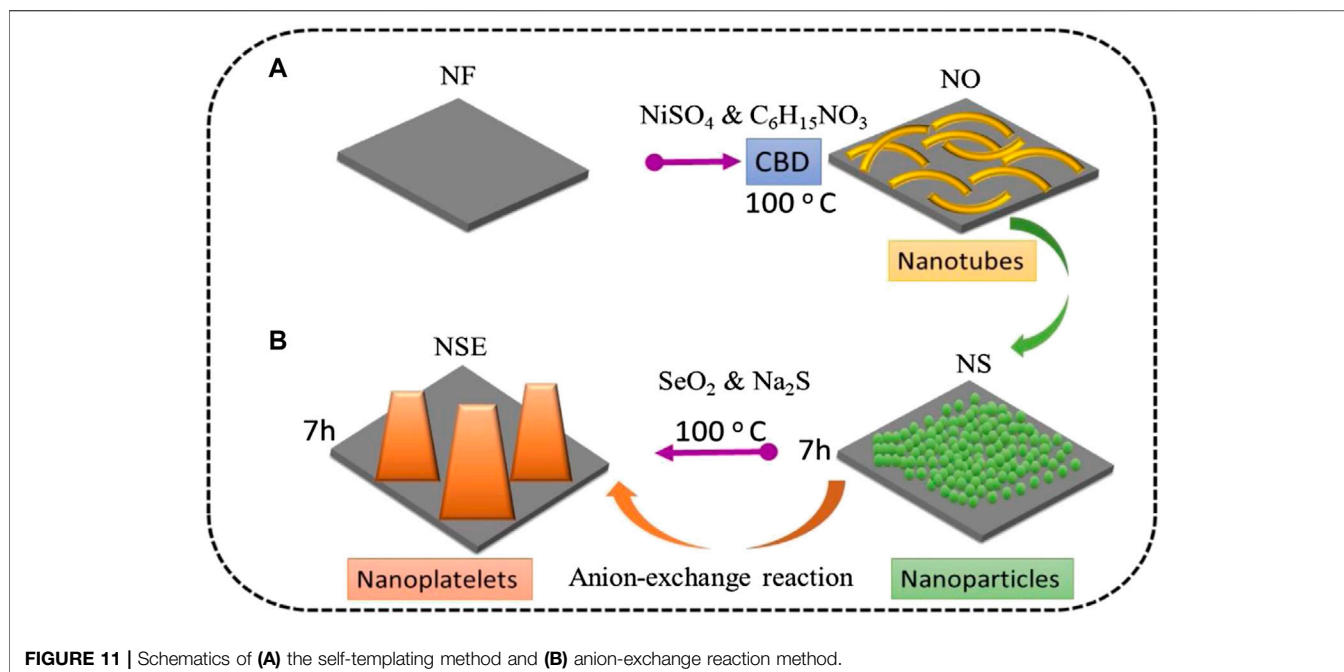 A
NF
NiSO₄ & C₆H₁₅NO₃
CBD
100 °C
NO
Nanotubes
B
NSE
7h
SeO₂ & Na₂S
100 °C
7h
NS
Nanoplatelets
Anion-exchange reaction
Nanoparticles
FIGURE 11 | Schematics of (A) the self-templating method and (B) anion-exchange reaction method.